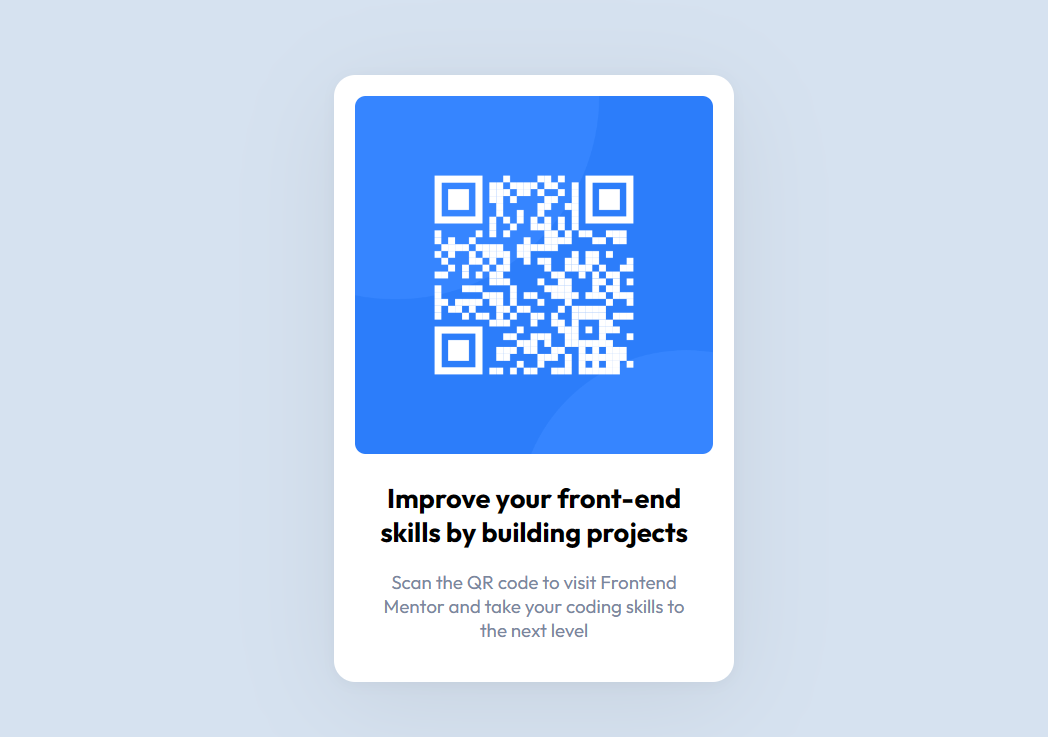 Improve your front-end
skills by building projects
Scan the QR code to visit Frontend
Mentor and take your coding skills to
the next level